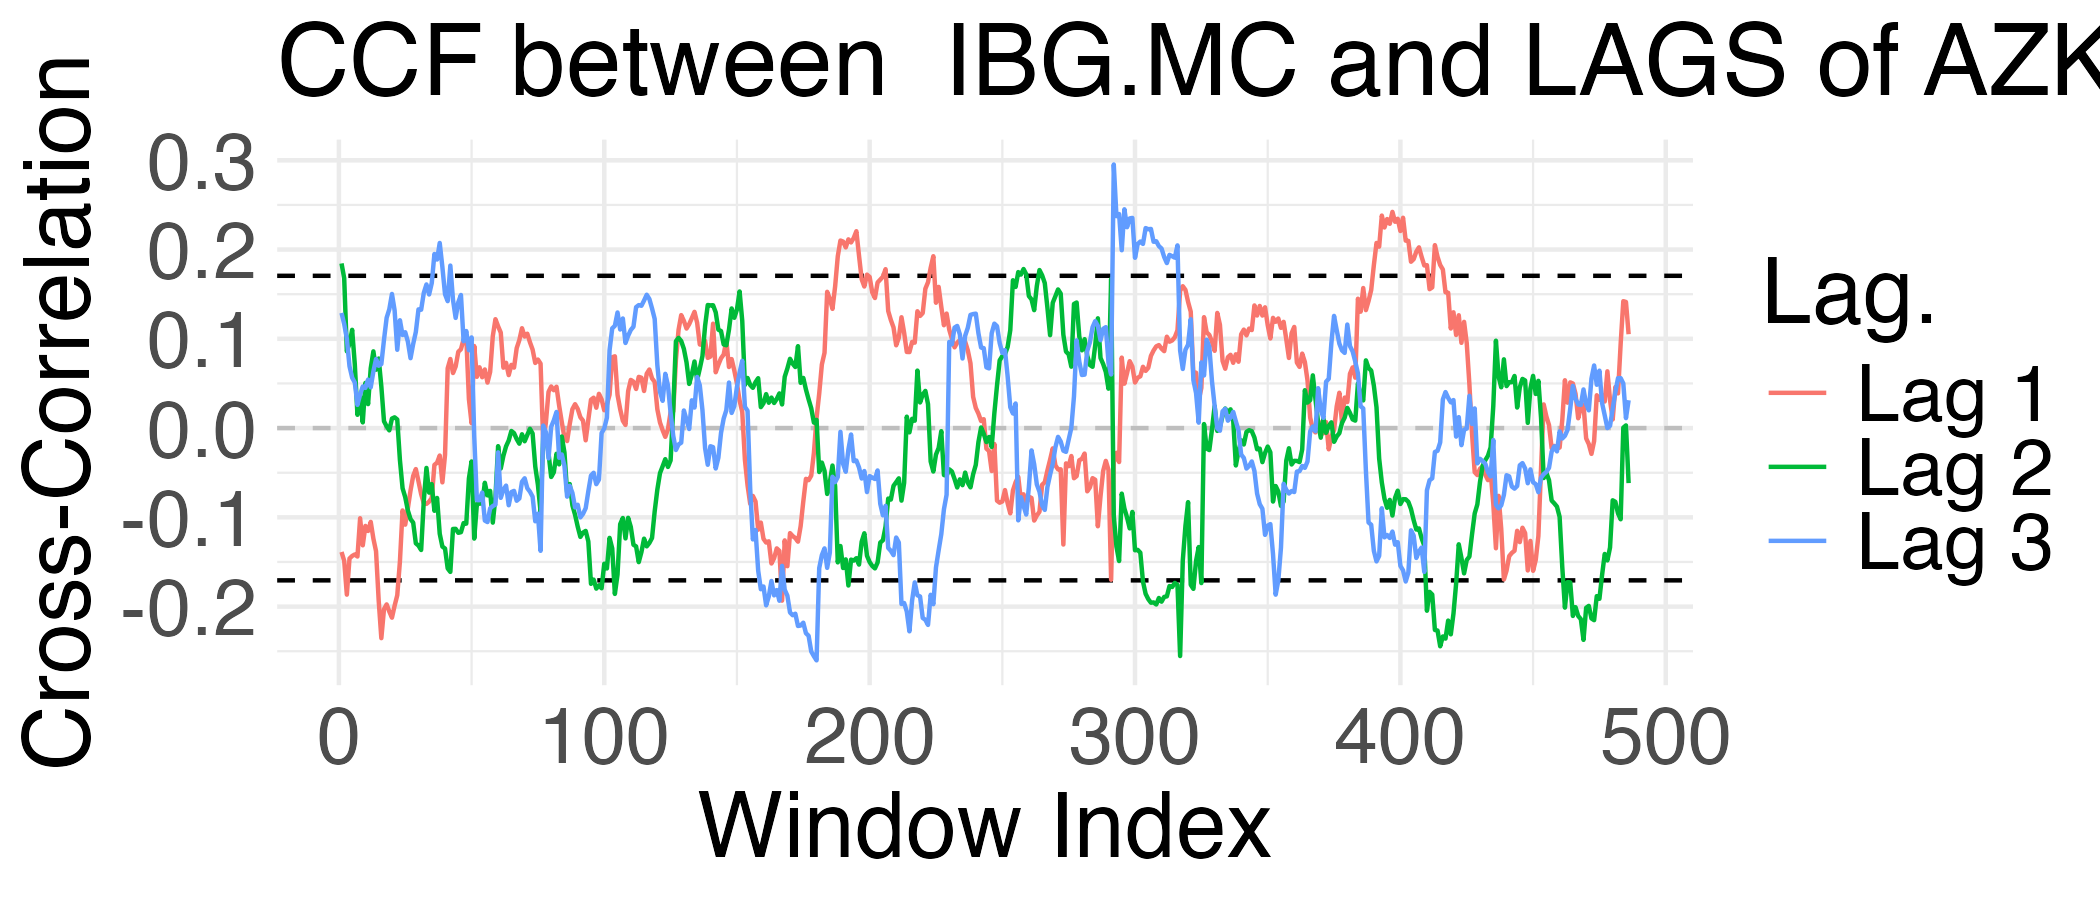 CCF between IBG.MC and LAGS of AZK
Cross-Correlation
0.3
0.2
0.1
0.0
-0.1
-0.2
0 100 200 300 400 500
Window Index
Lag.
Lag 1
Lag 2
Lag 3